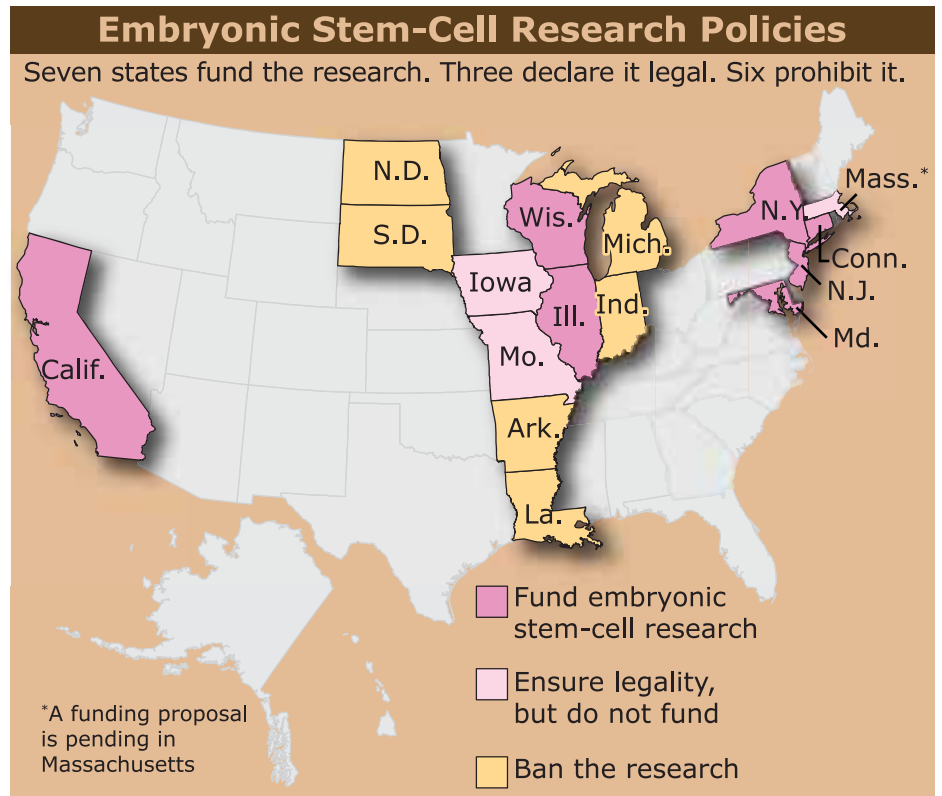 Embryonic Stem-Cell Research Policies
Seven states fund the research. Three declare it legal. Six prohibit it.
N.D.
Mass.*
Wis.
N.Y.
S.D.
Mich.
Conn.
Iowa
N.J.
Ill.
Ind.
Md.
Mo.
Calif.
Ark.
La.
Fund embryonic
stem-cell research
Ensure legality,
but do not fund
*A funding proposal
is pending in
Massachusetts
Ban the research